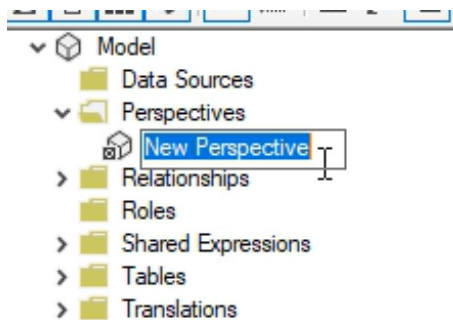 Model
Data Sources
Perspectives
New Perspective
Relationships
Roles
Shared Expressions
Tables
Translations